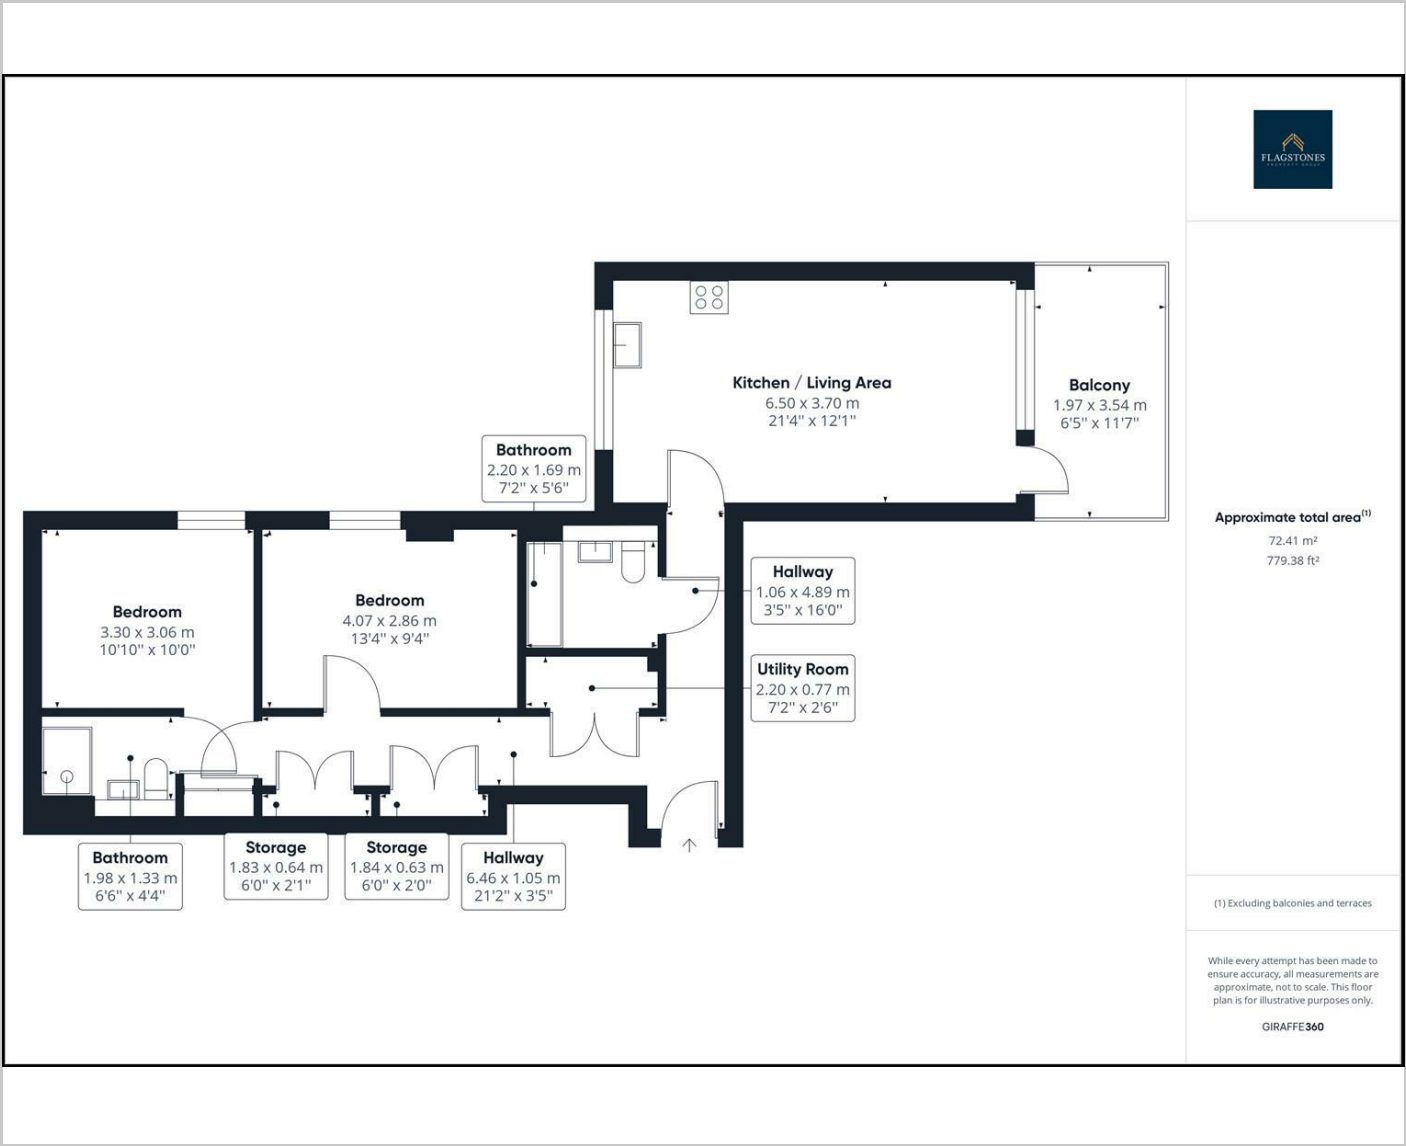 FLAGSTONES
PROPERTY GROUP
Kitchen / Living Area
6.50 x 3.70 m
21'4" x 12'1"
Balcony
1.97 x 3.54 m
6'5" x 11'7"
Bathroom
2.20 x 1.69 m
7'2" x 5'6"
Bedroom
3.30 x 3.06 m
10'10" x 10'0"
Bedroom
4.07 x 2.86 m
13'4" x 9'4"
Hallway
1.06 x 4.89 m
3'5" x 16'0"
Utility Room
2.20 x 0.77 m
7'2" x 2'6"
Bathroom
1.98 x 1.33 m
6'6" x 4'4"
Storage
1.83 x 0.64 m
6'0" x 2'1"
Storage
1.84 x 0.63 m
6'0" x 2'0"
Hallway
6.46 x 1.05 m
21'2" x 3'5"
Approximate total area(1)
72.41 m²
779.38 ft²
(1) Excluding balconies and terraces
While every attempt has been made to
ensure accuracy, all measurements are
approximate, not to scale. This floor
plan is for illustrative purposes only.
GIRAFFE360